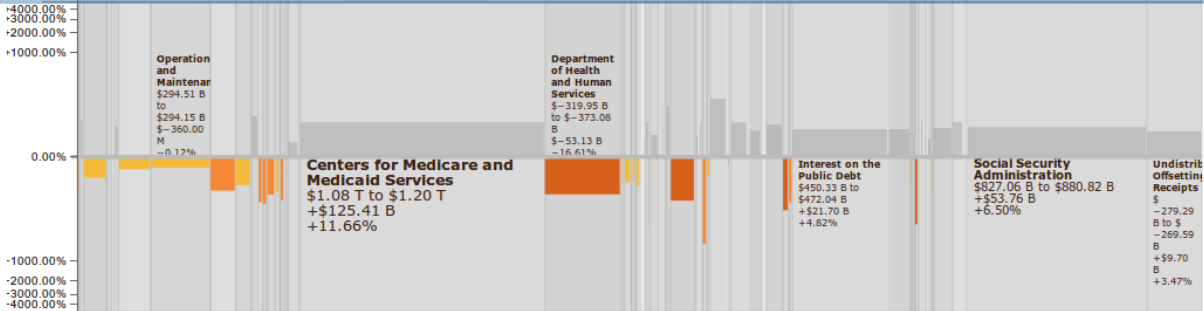 +4000.00%
+3000.00%
+2000.00%
+1000.00%
0.00%
-1000.00%
-2000.00%
-3000.00%
-4000.00%
Operation
and
Maintenan
$294.51 B
to
$294.15 B
$−360.00
M
−0.12%
Centers for Medicare and
Medicaid Services
$1.08 T to $1.20 T
+$125.41 B
+11.66%
Department
of Health
and Human
Services
$−319.95 B
to $−373.08
B
$−53.13 B
−16.61%
Interest on the
Public Debt
$450.33 B to
$472.04 B
+$21.70 B
+4.82%
Social Security
Administration
$827.06 B to $880.82 B
+$53.76 B
+6.50%
Undistrib
Offsetting
Receipts
$
−279.29
B to $
−269.59
B
+$9.70
B
+3.47%